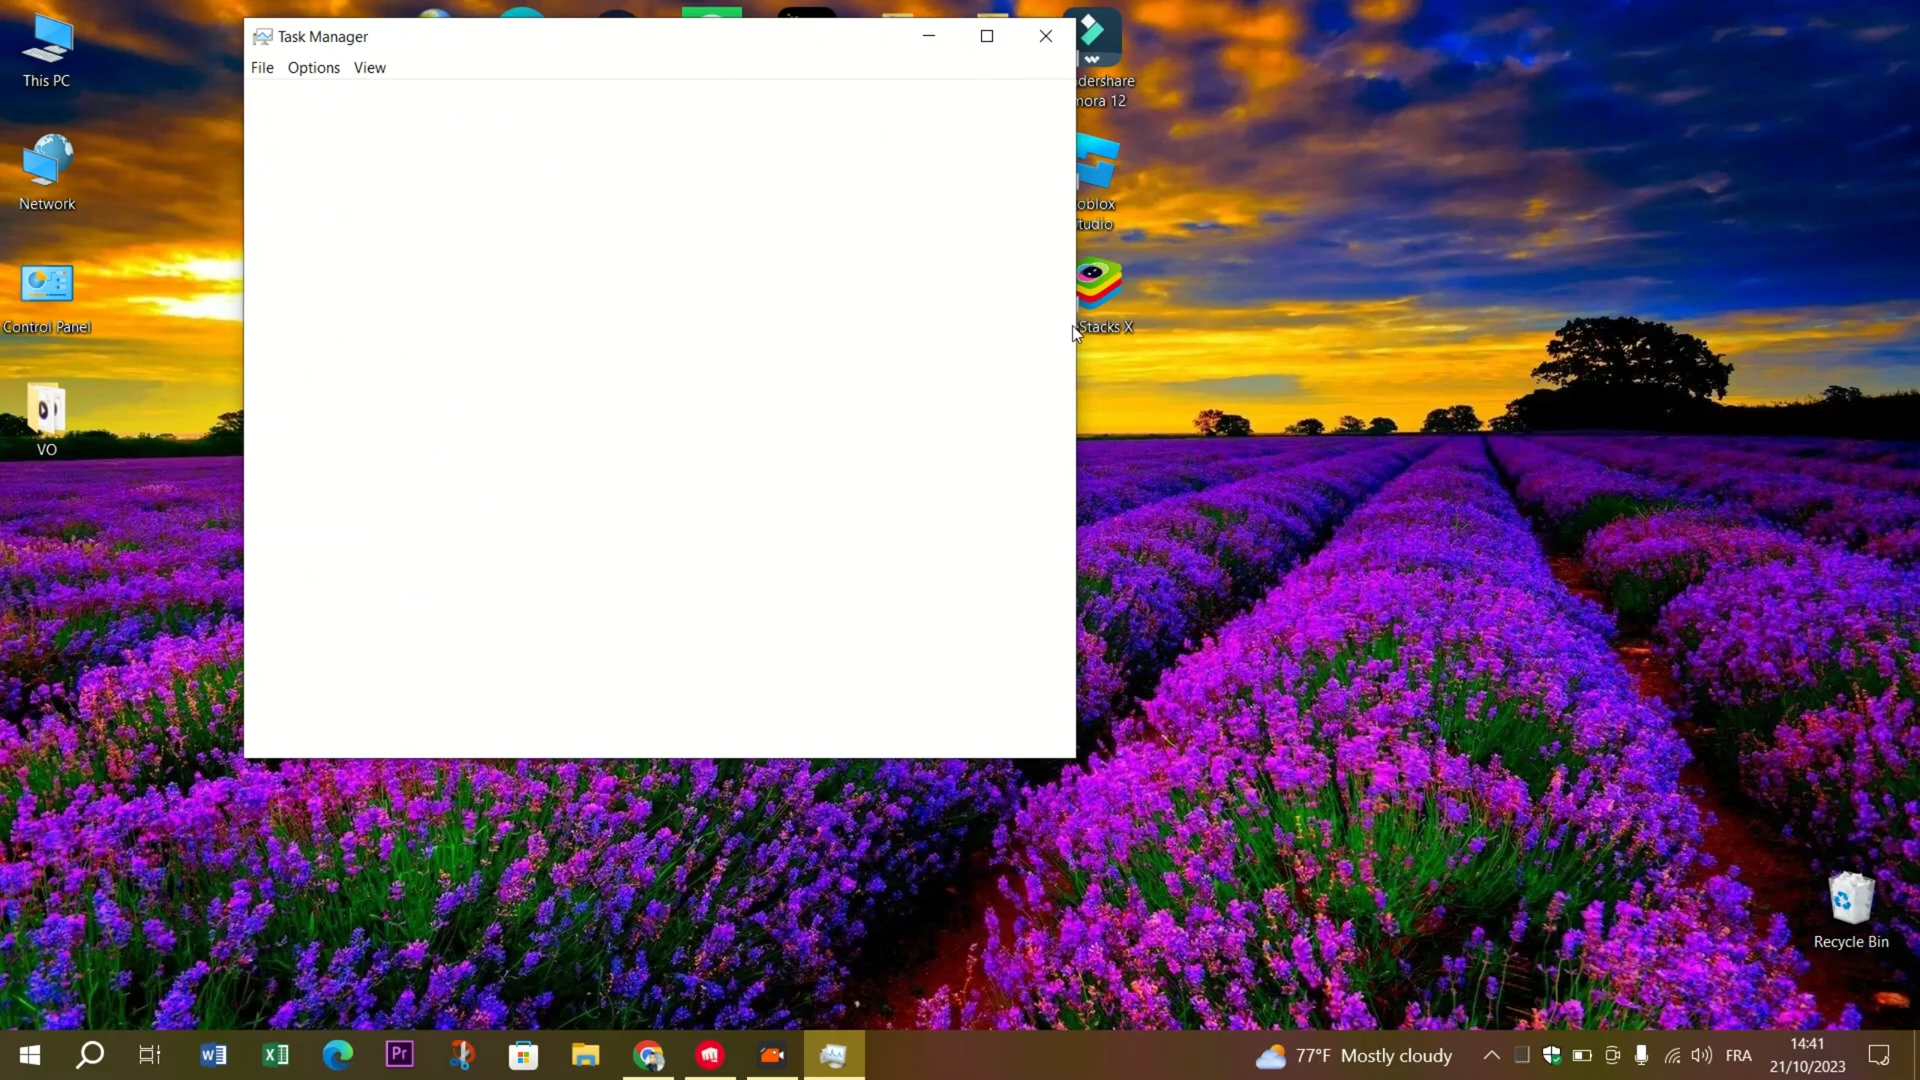 Task Manager
File Options View
This PC
Network
Control Panel
VO
dershare
mora 12
oblox
tudio
Stacks X
Recycle Bin
Pr
77°F Mostly cloudy
FRA
14:41
21/10/2023